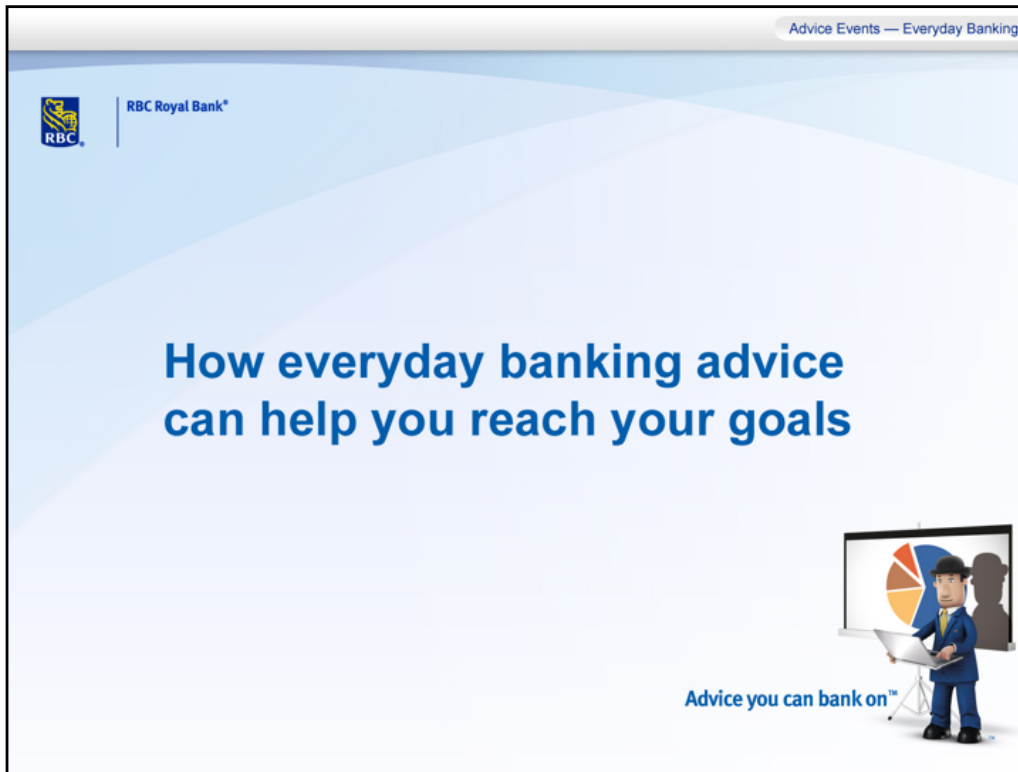 Advice Events — Everyday Banking
RBC Royal Bank®
RBC®
How everyday banking advice
can help you reach your goals
Advice you can bank on™
™